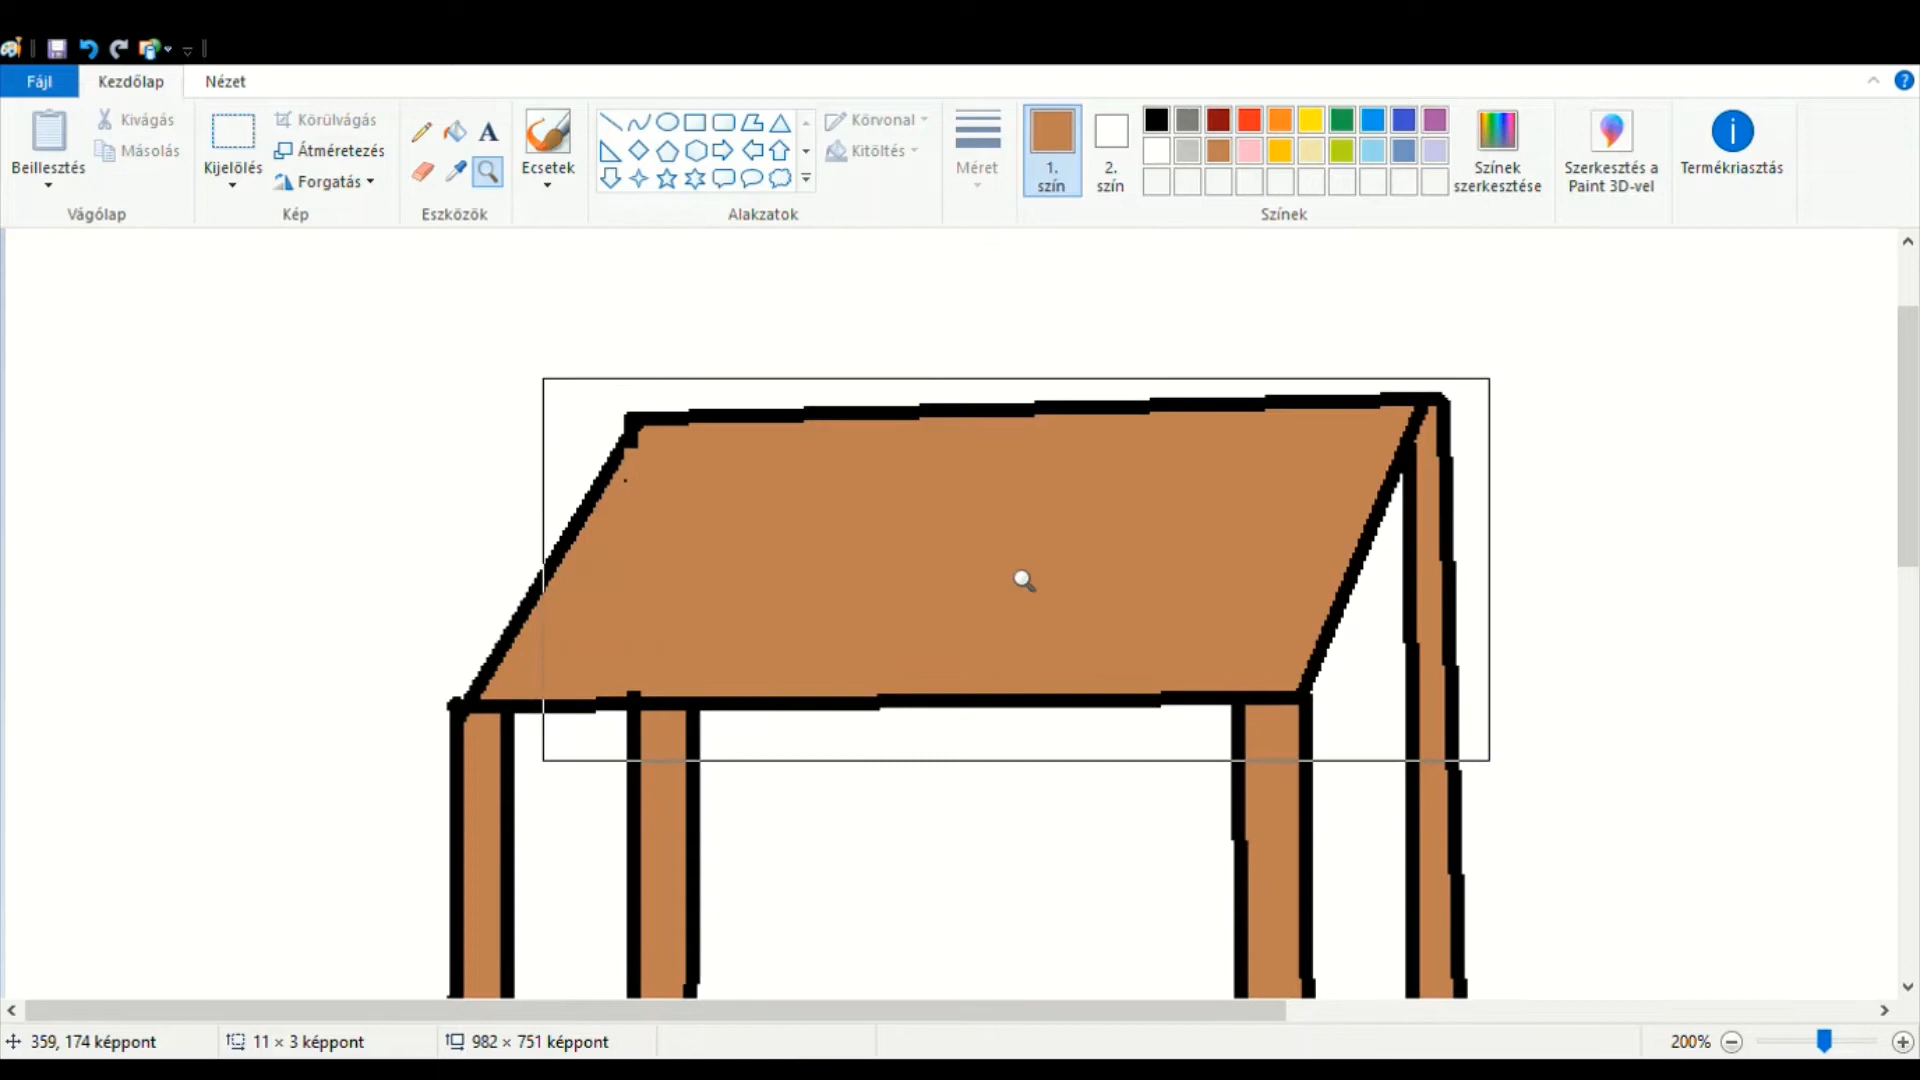 Fájl Kezdőlap Nézet
Beillesztés
Kivágás
Másolás
Vágólap
Kijelölés
Körülvágás
Átméretezés
Forgatás
Kép
A
Eszközök
Ecsetek
Alakzatok
Körvonal
Kitöltés
Méret
1.
szín
2.
szín
Színek
Színek
szerkesztése
Szerkesztés a
Paint 3D-vel
Termékriasztás
359, 174 képpont
11 × 3 képpont
982 × 751 képpont
200%